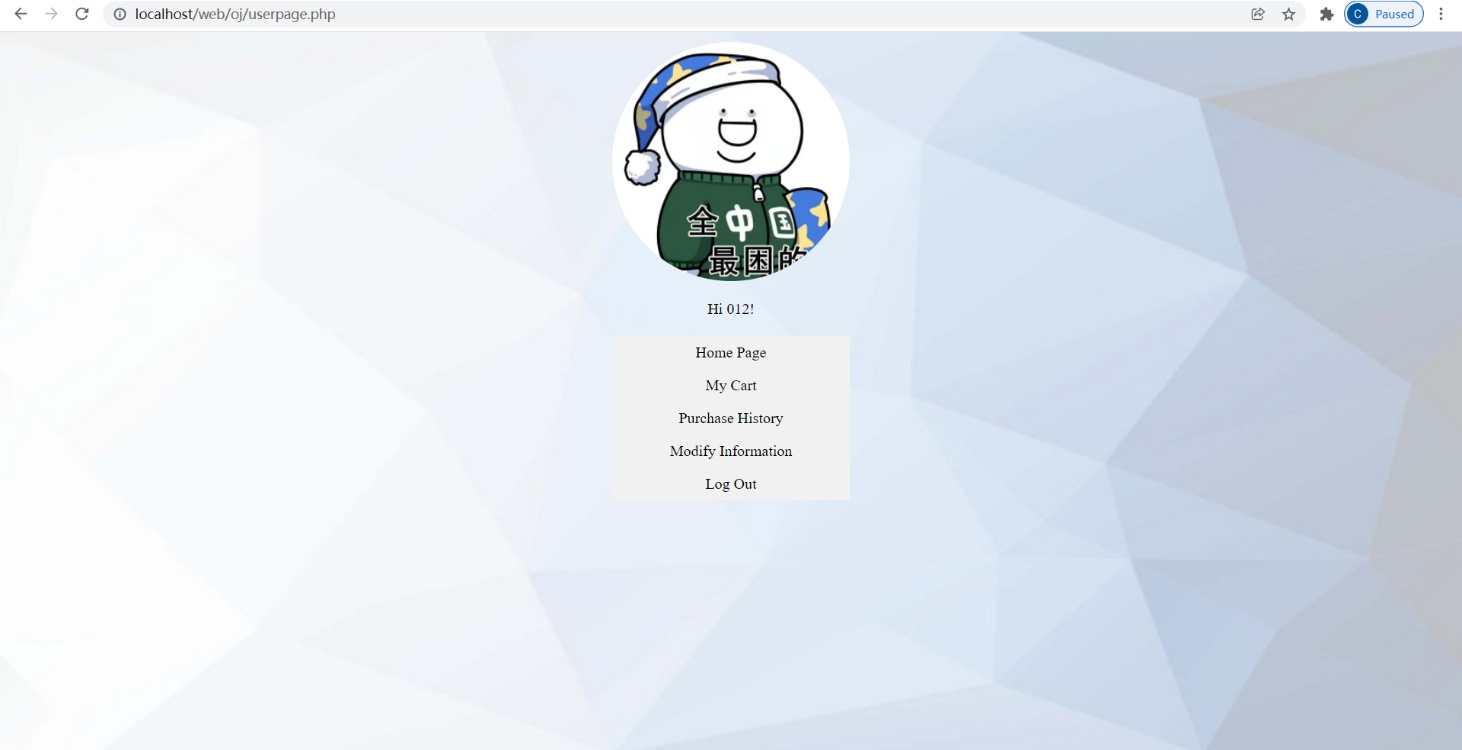 localhost/web/oj/userpage.php
C Paused
全中国
最困的
Hi 012!
Home Page
My Cart
Purchase History
Modify Information
Log Out